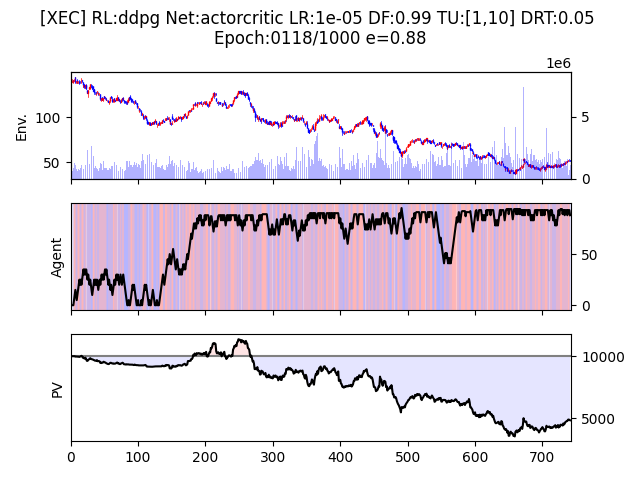 [XEC] RL:ddpg Net:actorcritic LR:1e-05 DF:0.99 TU:[1,10] DRT:0.05
Epoch:0118/1000 e=0.88
1e6
Env.
100
50
5
0
Agent
50
0
PV
10000
5000
0 100 200 300 400 500 600 700